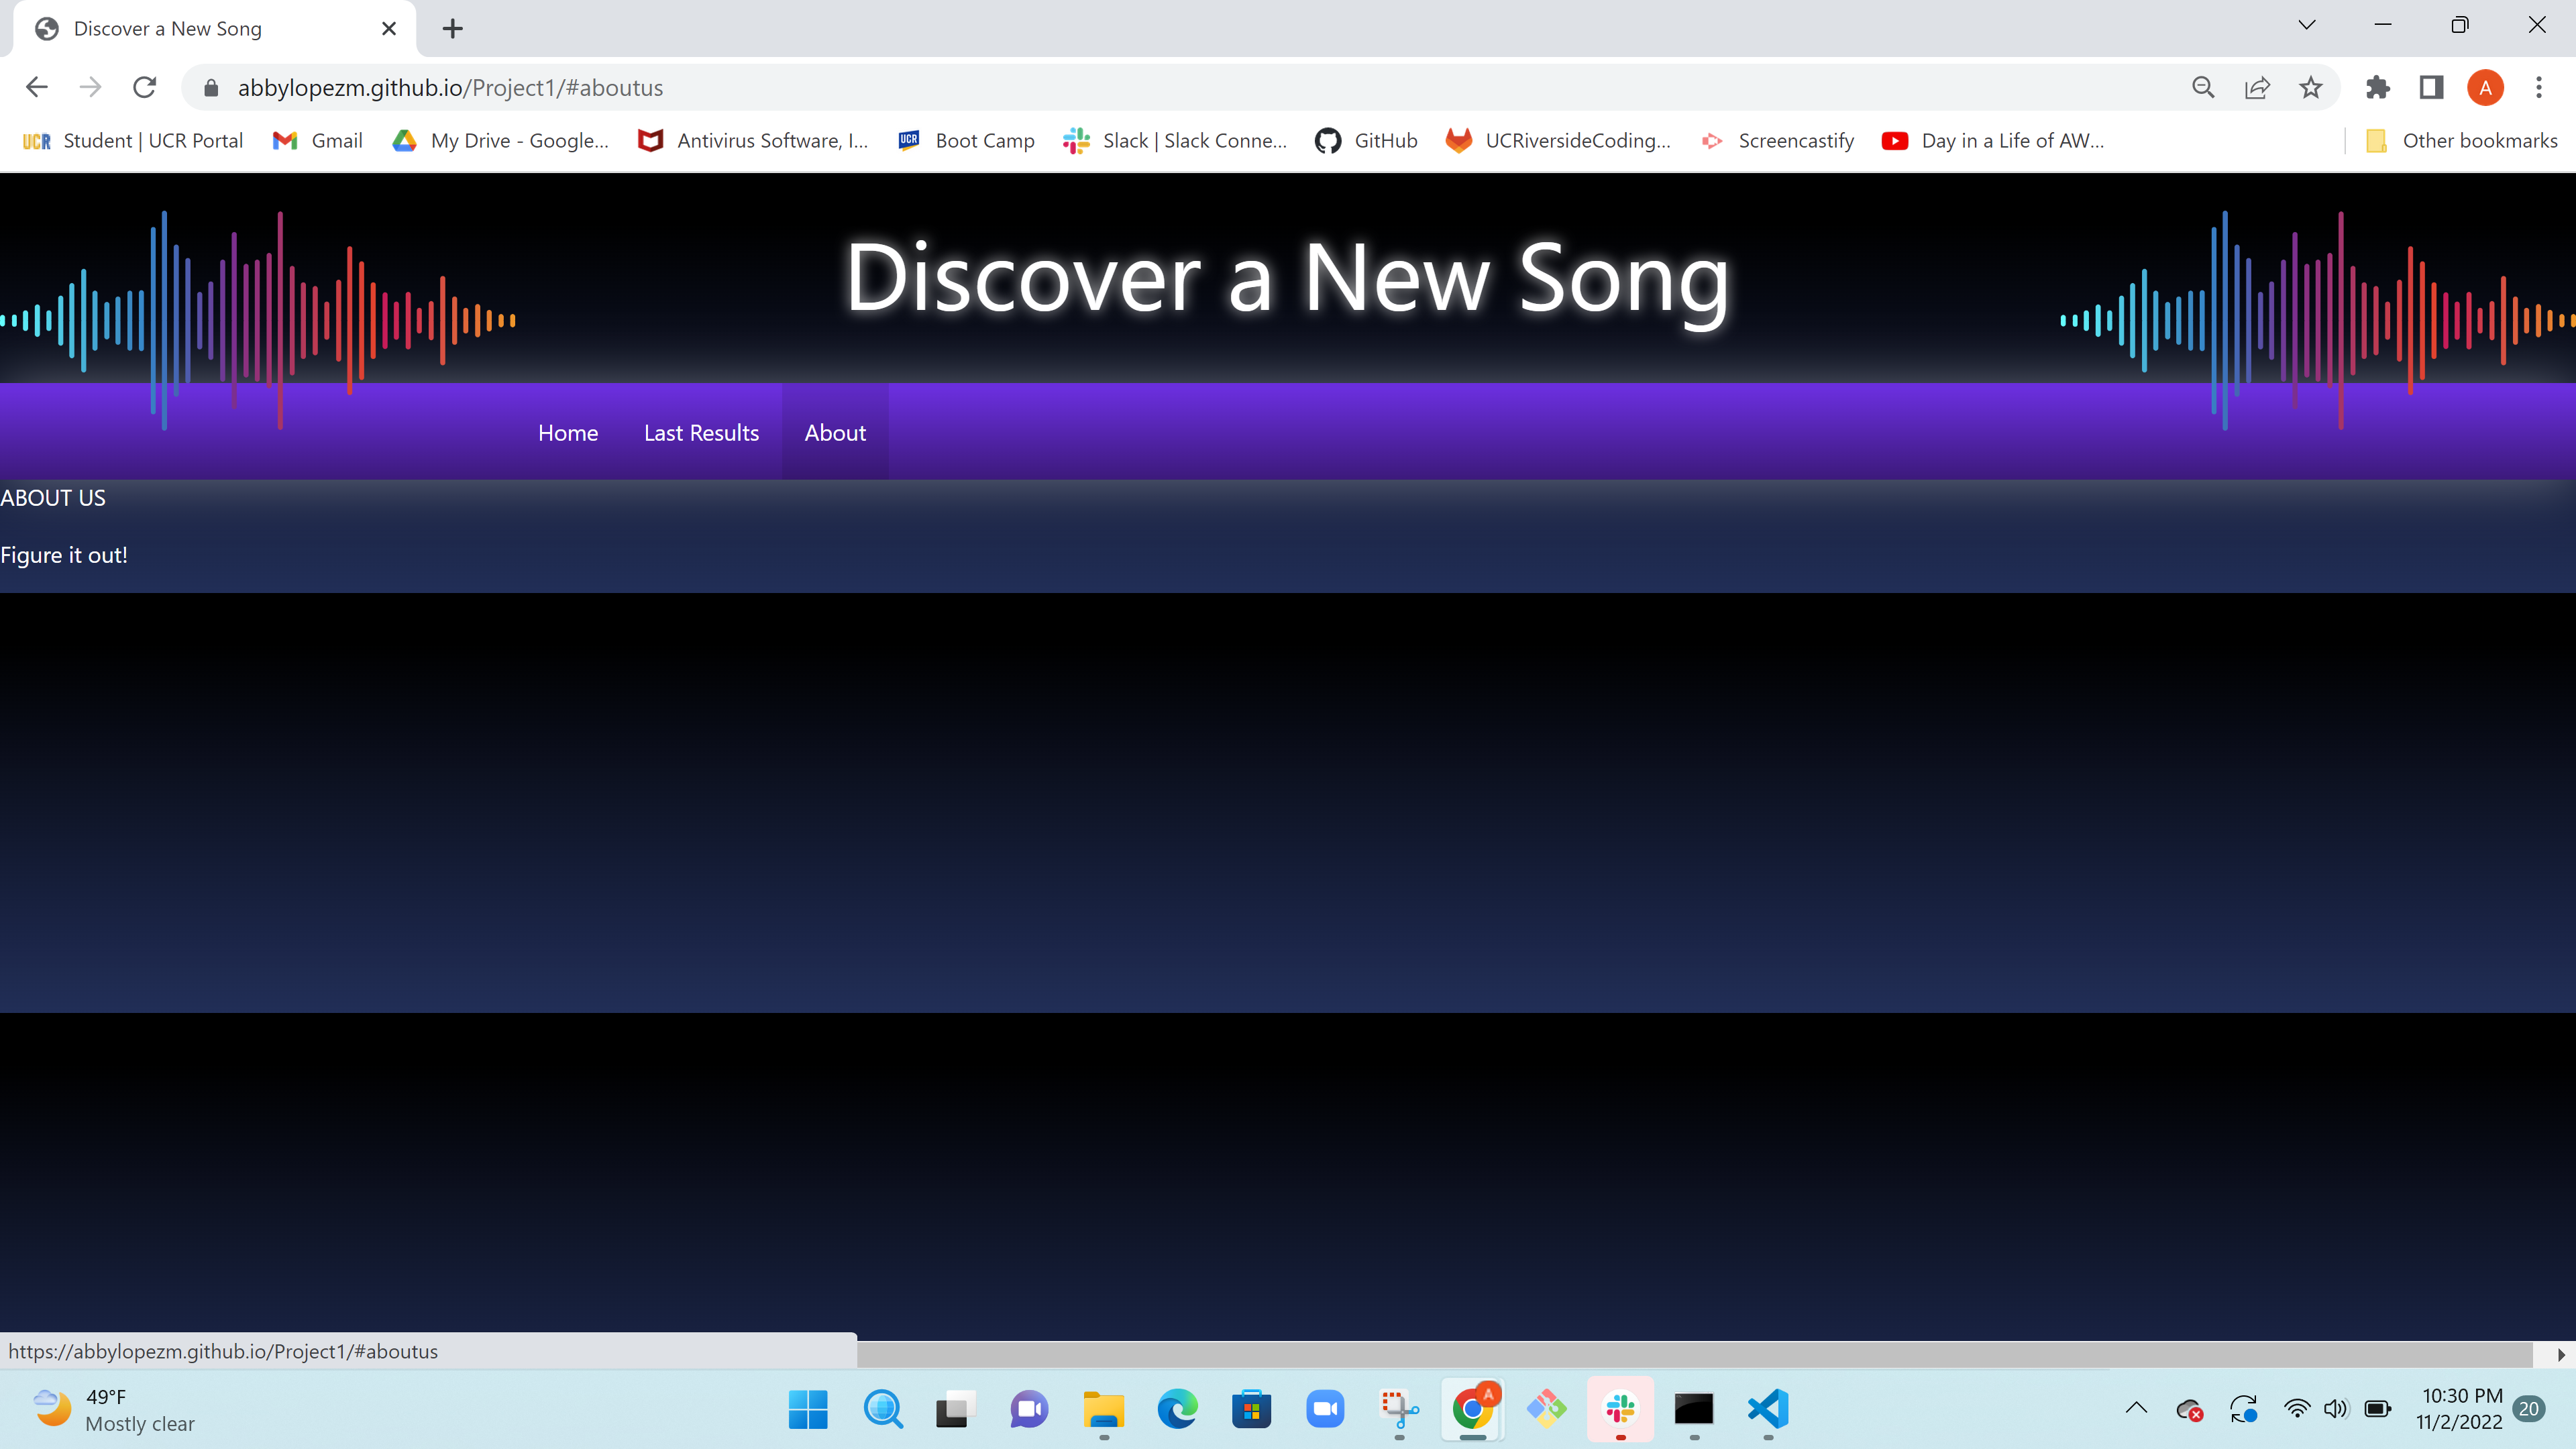 Discover a New Song
abbylopezm.github.io/Project1/#aboutus
A
UCR Student | UCR Portal
Gmail
My Drive - Google...
Antivirus Software, I...
UCR Boot Camp
Slack | Slack Conne...
GitHub
UCRiversideCoding...
Screencastify
Day in a Life of AW...
Other bookmarks
Discover a New Song
Home
Last Results
About
ABOUT US
Figure it out!
https://abbylopezm.github.io/Project1/#aboutus
49°F
Mostly clear
A
10:30 PM
11/2/2022
20